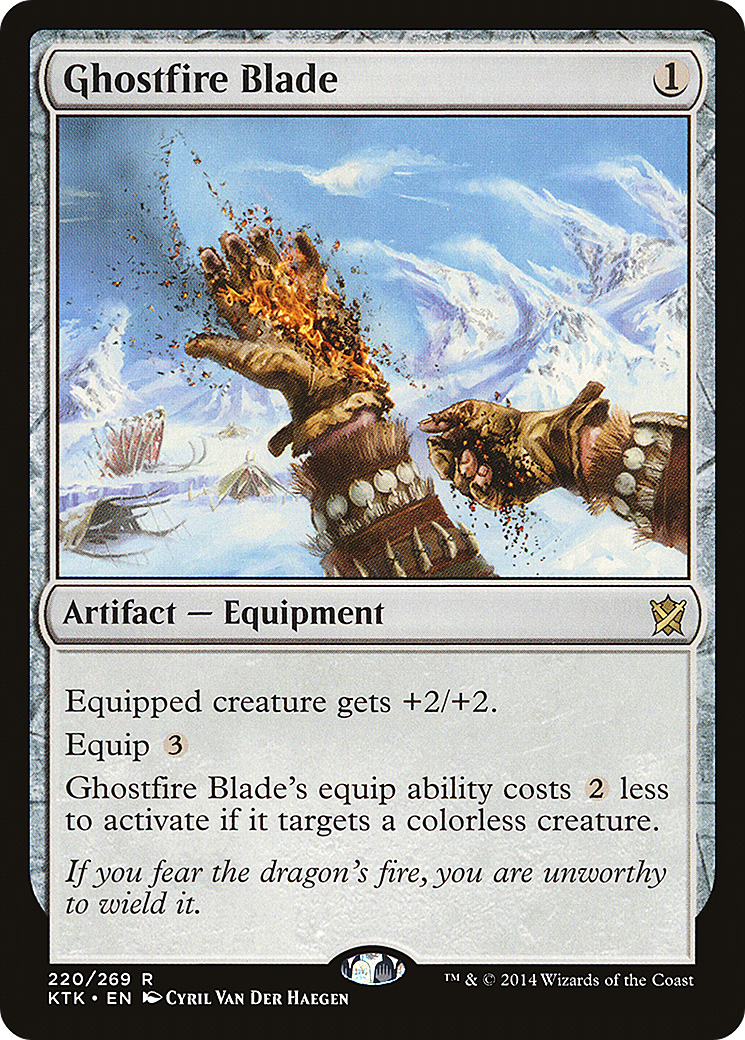 Ghostfire Blade 1
Artifact — Equipment
Equipped creature gets +2/+2.
Equip 3
Ghostfire Blade's equip ability costs 2 less
to activate if it targets a colorless creature.
If you fear the dragon's fire, you are unworthy
to wield it.
220/269 R
KTK • EN Cyril Van Der Haegen
™ & © 2014 Wizards of the Coast